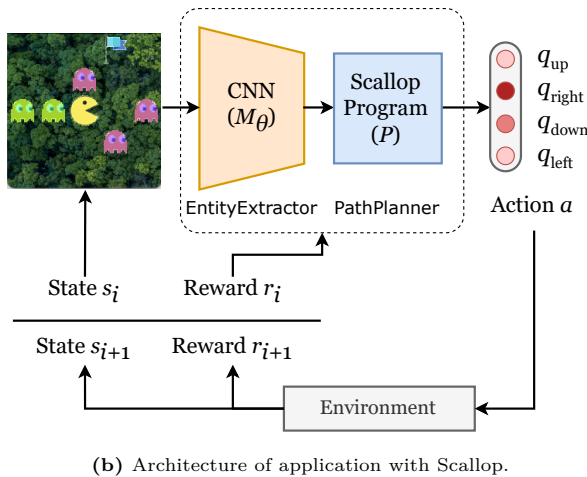 CNN
(M_θ)
Scallop
Program
(P)
EntityExtractor
PathPlanner
q_up
q_right
q_down
q_left
Action a
State s_i
Reward r_i
State s_{i+1}
Reward r_{i+1}
Environment
(b) Architecture of application with Scallop.